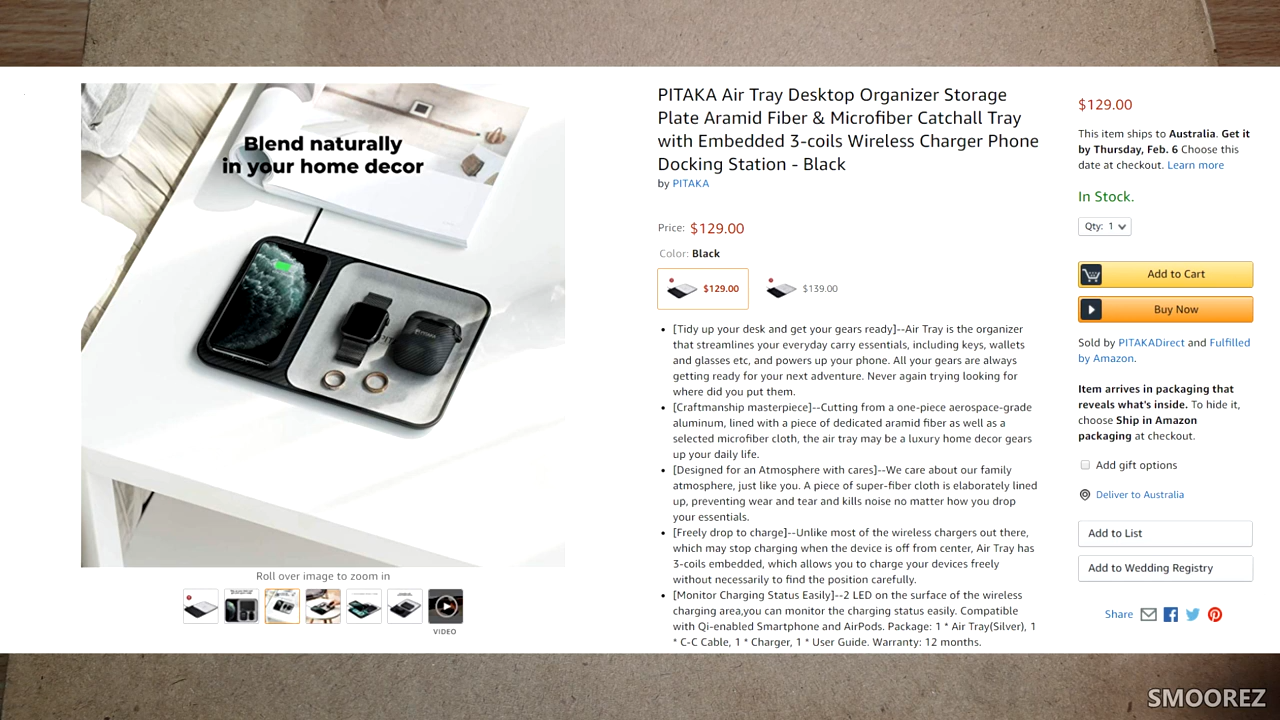 Blend naturally
in your home decor
Roll over image to zoom in
VIDEO
PITAKA Air Tray Desktop Organizer Storage
Plate Aramid Fiber & Microfiber Catchall Tray
with Embedded 3-coils Wireless Charger Phone
Docking Station - Black
by PITAKA
Price: $129.00
Color: Black
$129.00
$139.00
[Tidy up your desk and get your gears ready]--Air Tray is the organizer
that streamlines your everyday carry essentials, including keys, wallets
and glasses etc, and powers up your phone. All your gears are always
getting ready for your next adventure. Never again trying looking for
where did you put them.
[Craftmanship masterpiece]--Cutting from a one-piece aerospace-grade
aluminum, lined with a piece of dedicated aramid fiber as well as a
selected microfiber cloth, the air tray may be a luxury home decor gears
up your daily life.
[Designed for an Atmosphere with cares]--We care about our family
atmosphere, just like you. A piece of super-fiber cloth is elaborately lined
up, preventing wear and tear and kills noise no matter how you drop
your essentials.
[Freely drop to charge]--Unlike most of the wireless chargers out there,
which may stop charging when the device is off from center, Air Tray has
3-coils embedded, which allows you to charge your devices freely
without necessarily to find the position carefully.
[Monitor Charging Status Easily]--2 LED on the surface of the wireless
charging area,you can monitor the charging status easily. Compatible
with Qi-enabled Smartphone and AirPods. Package: 1 * Air Tray(Silver), 1
* C-C Cable, 1 * Charger, 1 * User Guide. Warranty: 12 months.
$129.00
This item ships to Australia. Get it
by Thursday, Feb. 6 Choose this
date at checkout. Learn more
In Stock.
Qty: 1
Add to Cart
Buy Now
Sold by PITAKADirect and Fulfilled
by Amazon.
Item arrives in packaging that
reveals what's inside. To hide it,
choose Ship in Amazon
packaging at checkout.
Add gift options
Deliver to Australia
Add to List
Add to Wedding Registry
Share
SMOOREZ